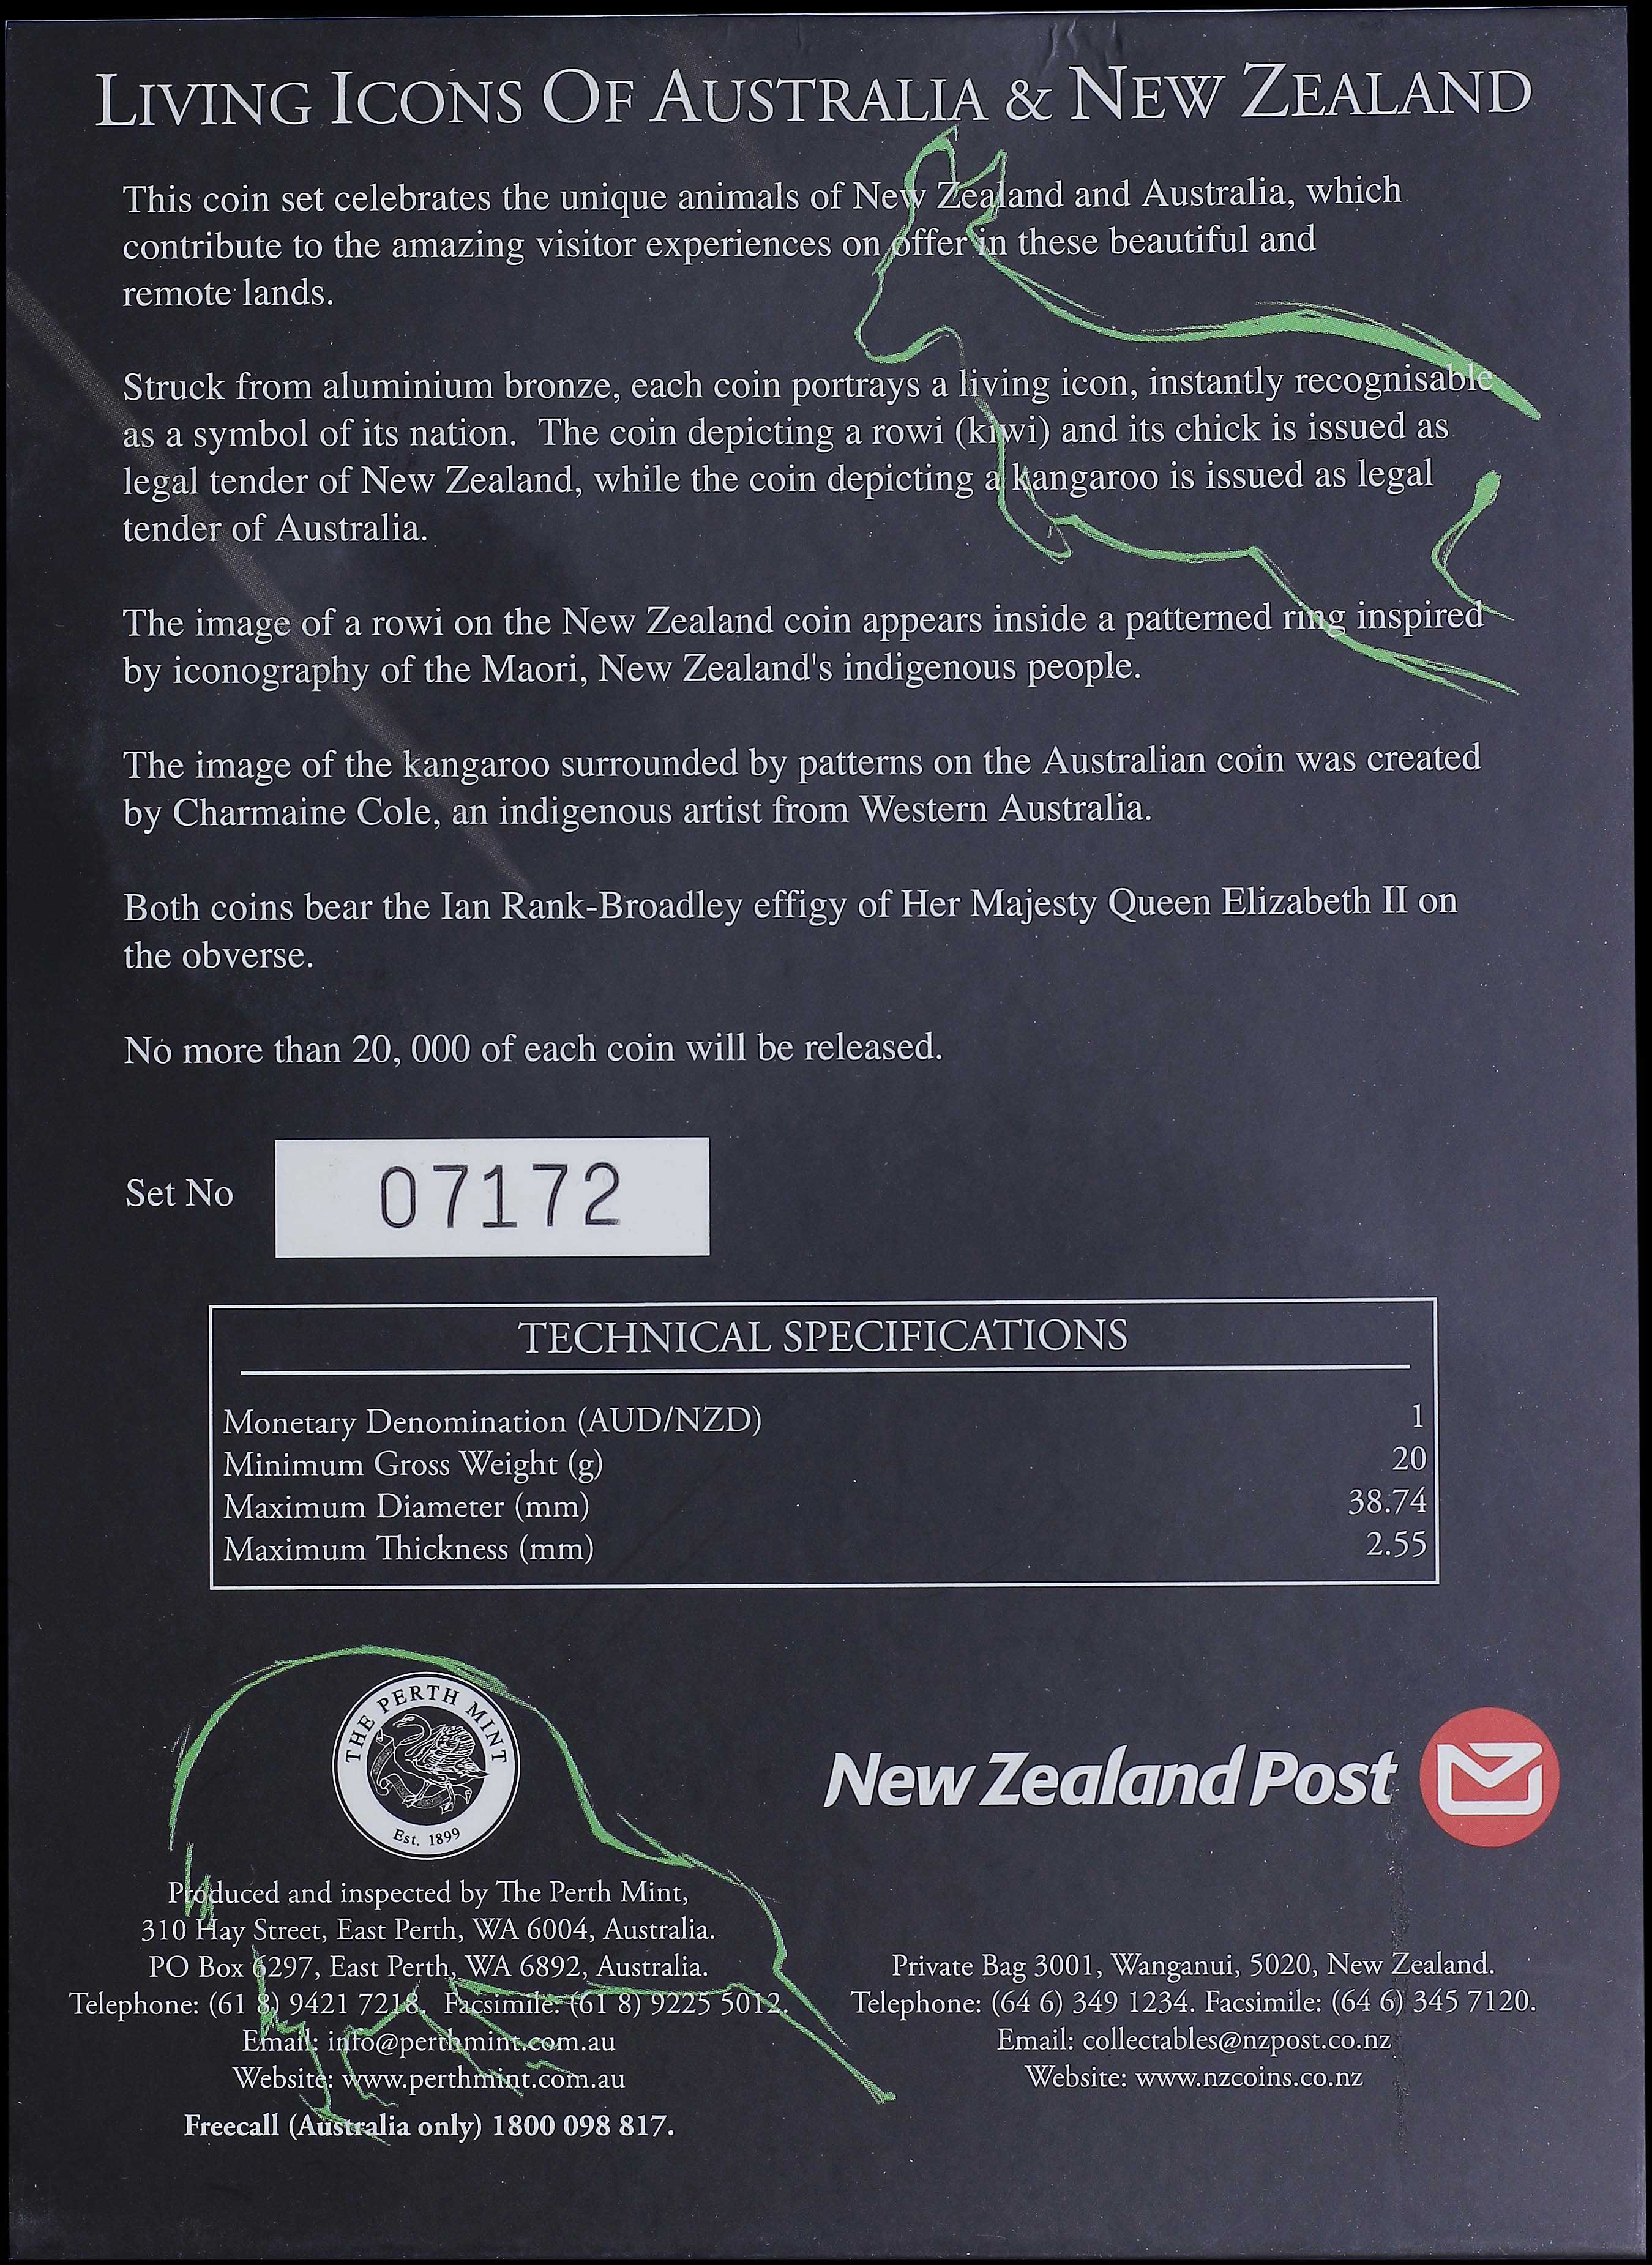 LIVING ICONS OF AUSTRALIA & NEW ZEALAND
This coin set celebrates the unique animals of New Zealand and Australia, which
contribute to the amazing visitor experiences on offer in these beautiful and
remote lands.
Struck from aluminium bronze, each coin portrays a living icon, instantly recognisable
as a symbol of its nation.  The coin depicting a rowi (kiwi) and its chick is issued as
legal tender of New Zealand, while the coin depicting a kangaroo is issued as legal
tender of Australia.
The image of a rowi on the New Zealand coin appears inside a patterned ring inspired
by iconography of the Maori, New Zealand's indigenous people.
The image of the kangaroo surrounded by patterns on the Australian coin was created
by Charmaine Cole, an indigenous artist from Western Australia.
Both coins bear the Ian Rank-Broadley effigy of Her Majesty Queen Elizabeth II on
the obverse.
No more than 20, 000 of each coin will be released.
Set No 07172
TECHNICAL SPECIFICATIONS
Monetary Denomination (AUD/NZD) 1
Minimum Gross Weight (g) 20
Maximum Diameter (mm) 38.74
Maximum Thickness (mm) 2.55
THE PERTH MINT
Est. 1899
Produced and inspected by The Perth Mint,
310 Hay Street, East Perth, WA 6004, Australia.
PO Box 6297, East Perth, WA 6892, Australia.
Telephone: (61 8) 9421 7218.  Facsimile: (61 8) 9225 5012.
Email: info@perthmint.com.au
Website: www.perthmint.com.au
Freecall (Australia only) 1800 098 817.
New Zealand Post
Private Bag 3001, Wanganui, 5020, New Zealand.
Telephone: (64 6) 349 1234. Facsimile: (64 6) 345 7120.
Email: collectables@nzpost.co.nz
Website: www.nzcoins.co.nz